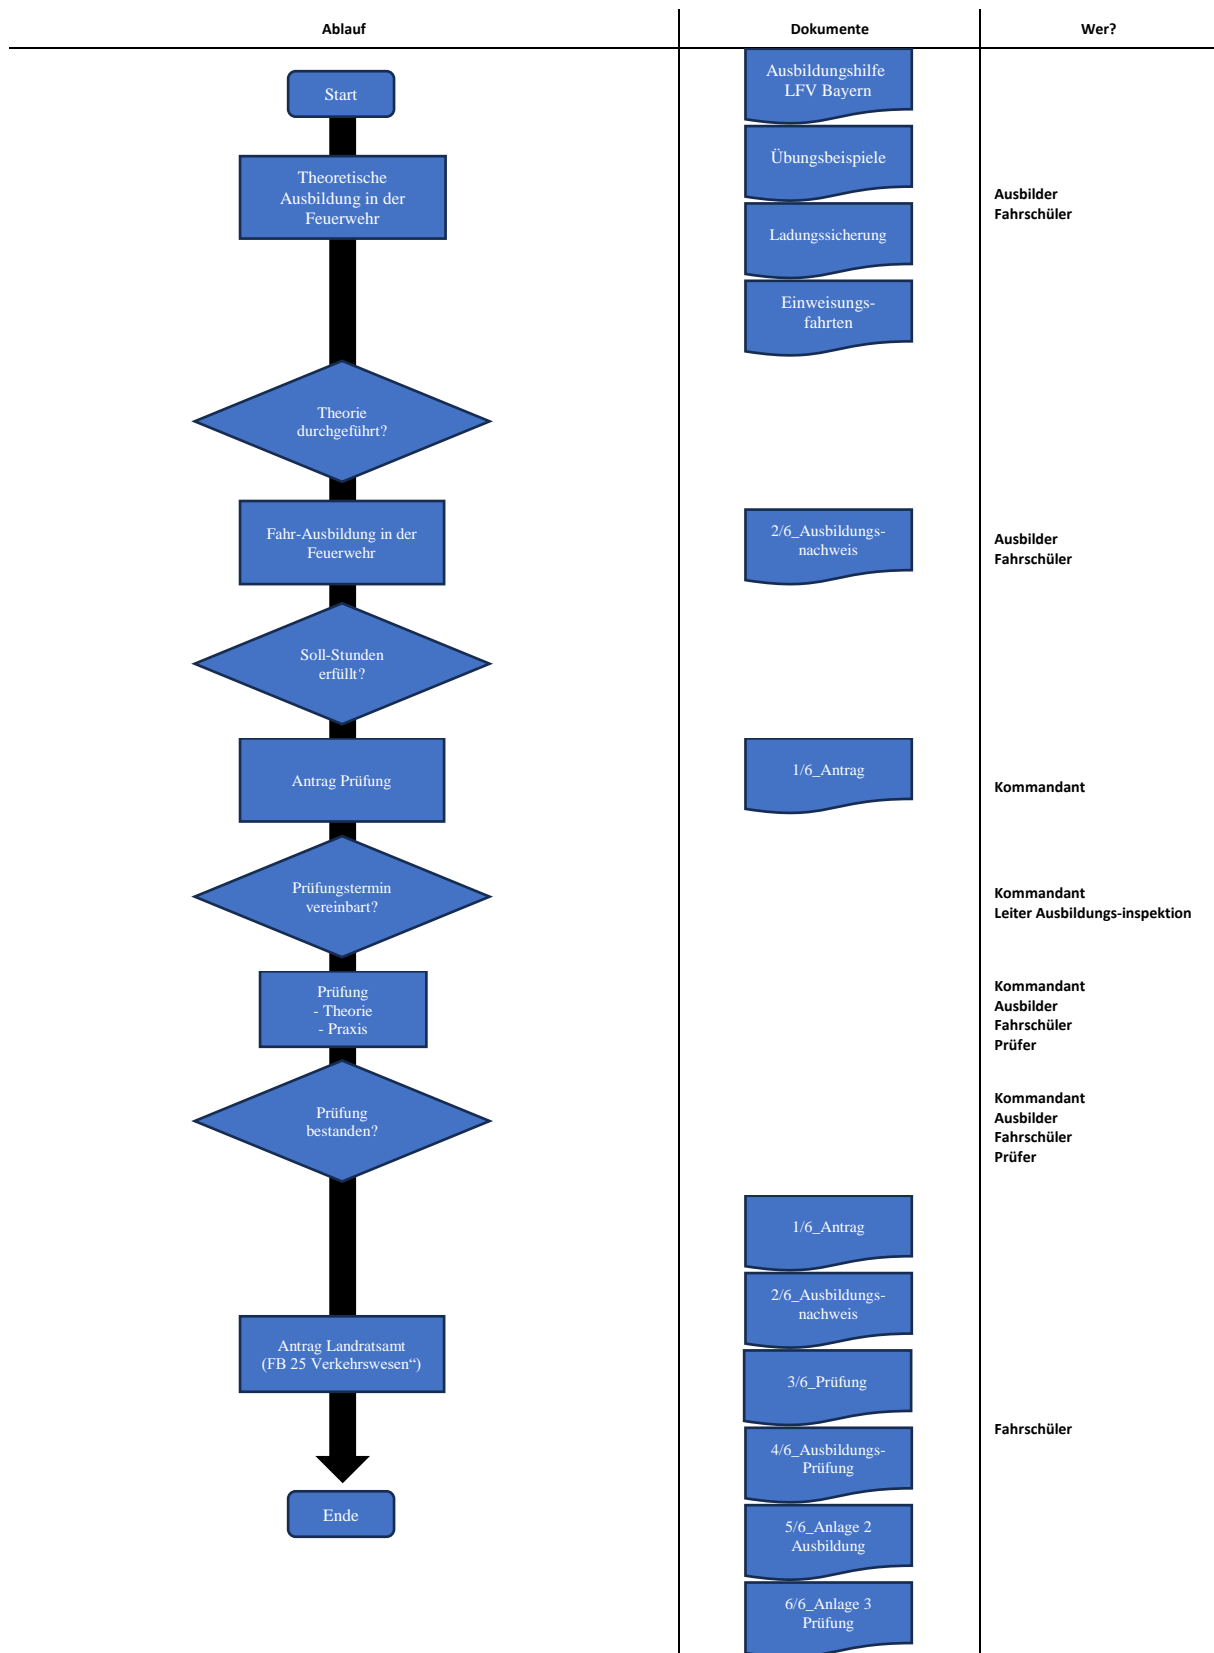 Ablauf
Dokumente
Wer?
Start
Ausbildungshilfe
LFV Bayern
Theoretische
Ausbildung in der
Feuerwehr
Übungsbeispiele
Ausbilder
Fahrschüler
Ladungssicherung
Einweisungs-
fahrten
Theorie
durchgeführt?
Fahr-Ausbildung in der
Feuerwehr
2/6_Ausbildungs-
nachweis
Ausbilder
Fahrschüler
Soll-Stunden
erfüllt?
Antrag Prüfung
1/6_Antrag
Kommandant
Prüfungstermin
vereinbart?
Kommandant
Leiter Ausbildungs-inspektion
Prüfung
- Theorie
- Praxis
Kommandant
Ausbilder
Fahrschüler
Prüfer
Prüfung
bestanden?
Kommandant
Ausbilder
Fahrschüler
Prüfer
1/6_Antrag
2/6_Ausbildungs-
nachweis
Antrag Landratsamt
(FB 25 Verkehrswesen“)
3/6_Prüfung
Fahrschüler
4/6_Ausbildungs-
Prüfung
Ende
5/6_Anlage 2
Ausbildung
6/6_Anlage 3
Prüfung